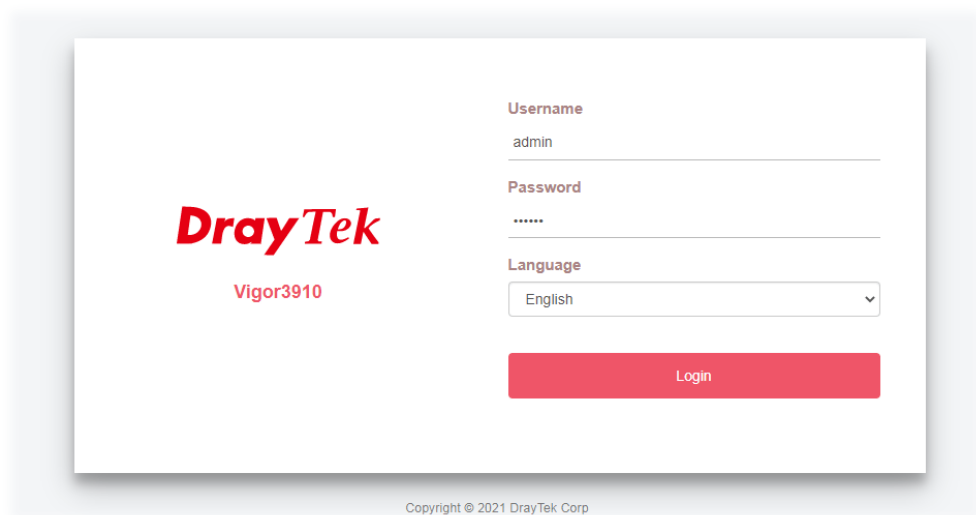 DrayTek
Vigor3910
Username
admin
Password
••••••
Language
English
Login
Copyright © 2021 DrayTek Corp